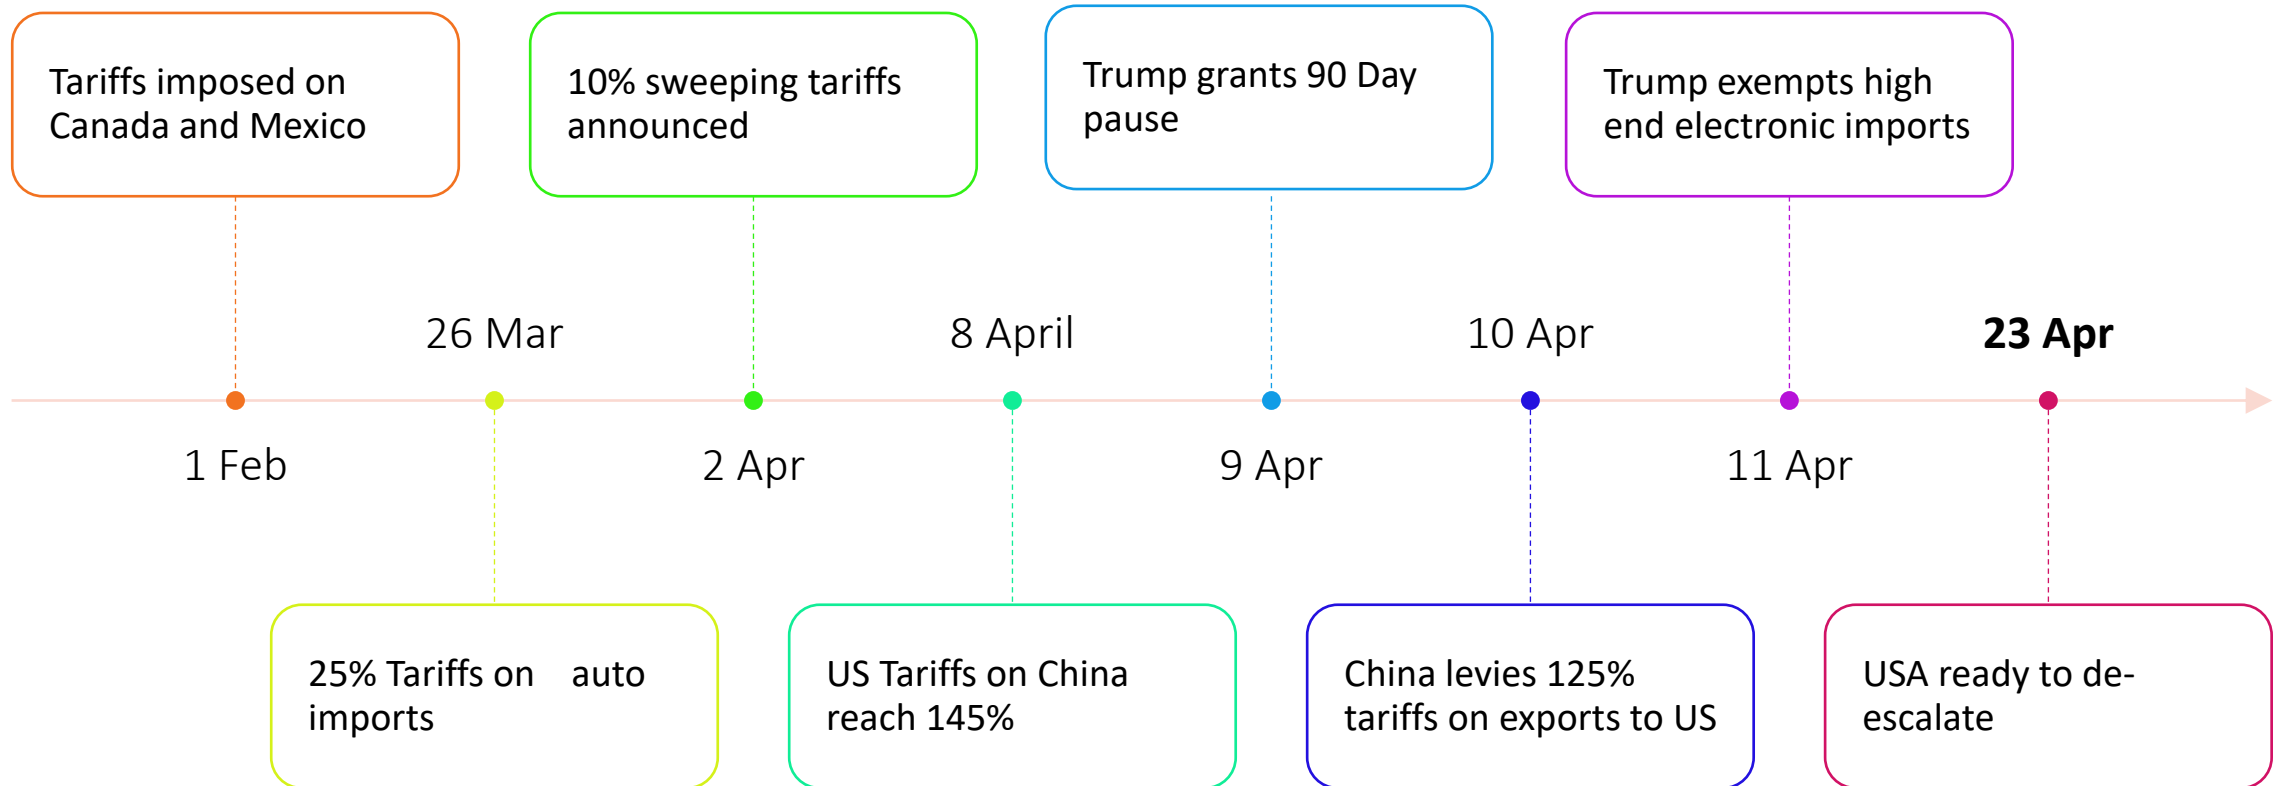 Tariffs imposed on
Canada and Mexico
10% sweeping tariffs
announced
Trump grants 90 Day
pause
Trump exempts high
end electronic imports
26 Mar
8 April
10 Apr
23 Apr
1 Feb
2 Apr
9 Apr
11 Apr
25% Tariffs on auto
imports
US Tariffs on China
reach 145%
China levies 125%
tariffs on exports to US
USA ready to de-
escalate